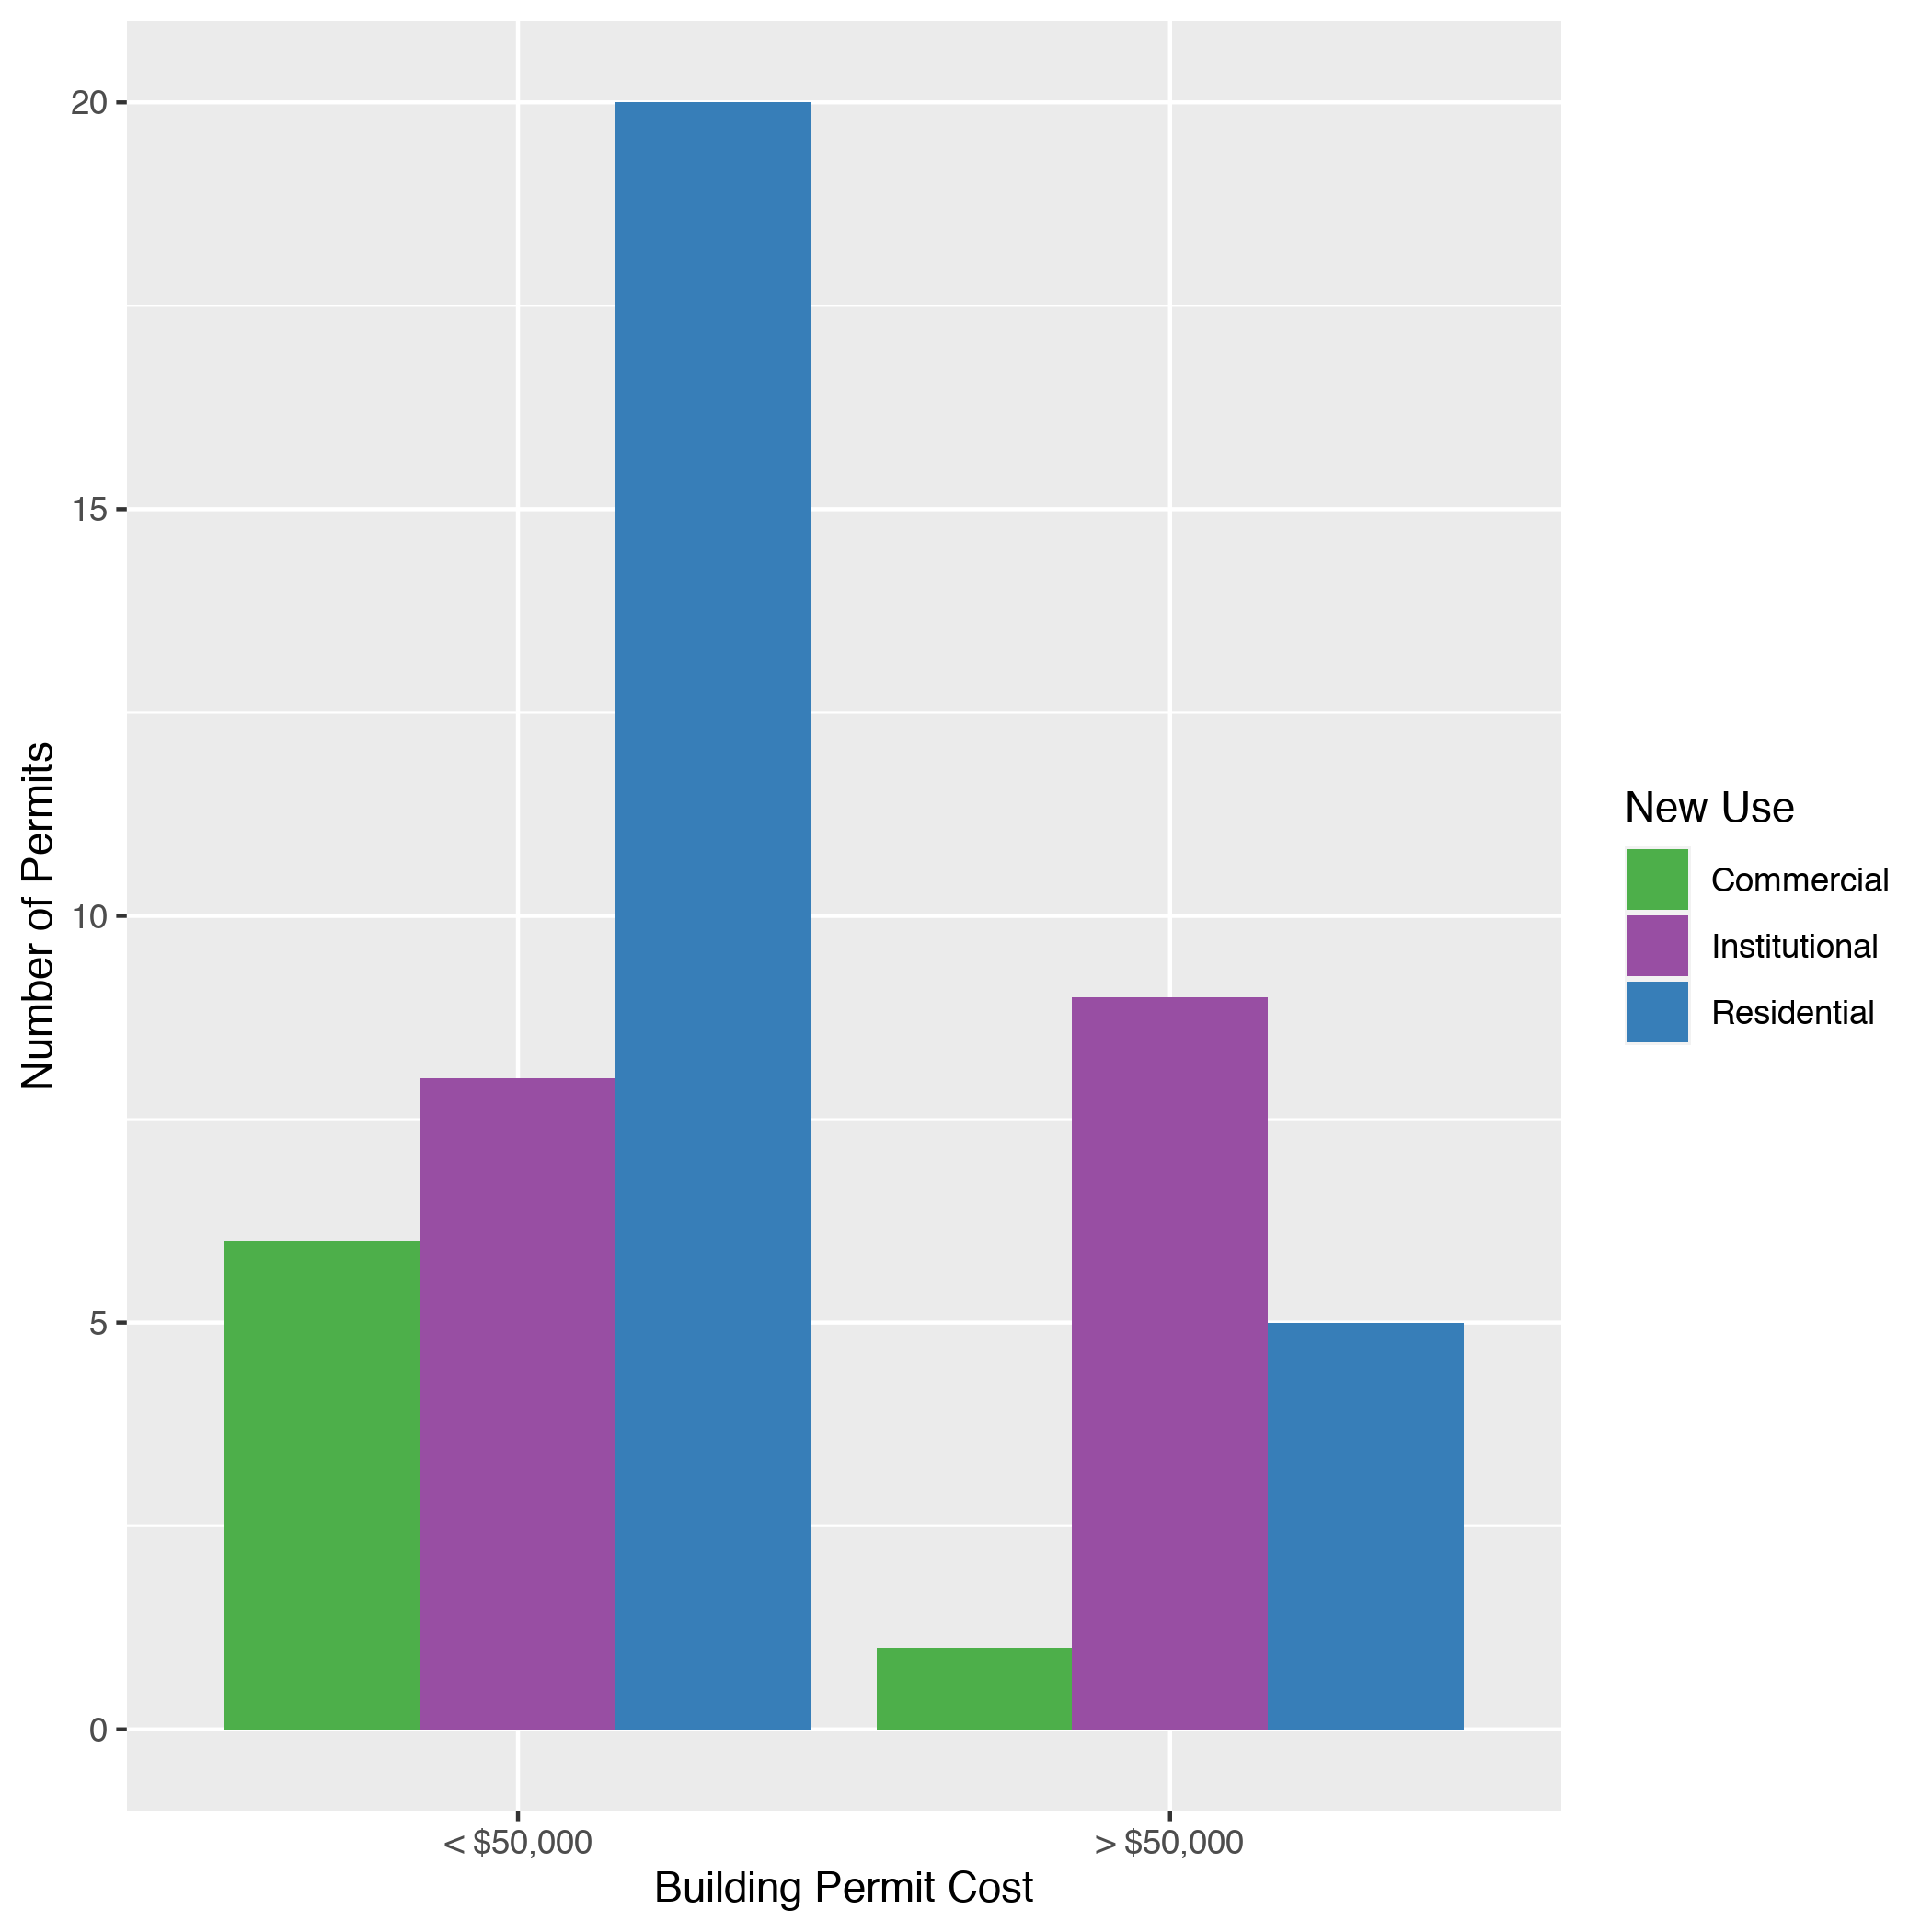 20
15
10
5
0
Number of Permits
< $50,000
> $50,000
Building Permit Cost
New Use
Commercial
Institutional
Residential